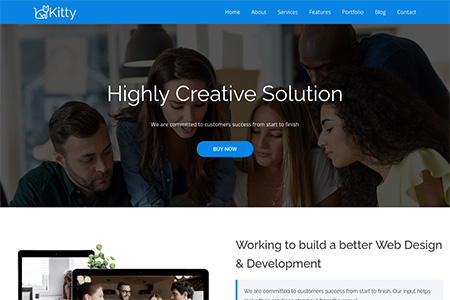 Kitty
Home About Services Features Portfolio Blog Contact
Highly Creative Solution
We are committed to customers success from start to finish
BUY NOW
Working to build a better Web Design
& Development
We are committed to customers success from start to finish. Our input helps